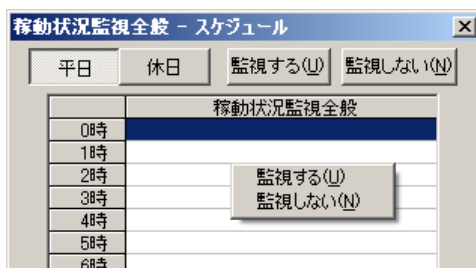 稼動状況監視全般 - スケジュール
平日 休日 監視する(U) 監視しない(N)
稼動状況監視全般
0時
1時
2時
監視する(U)
3時
監視しない(N)
4時
5時
6時